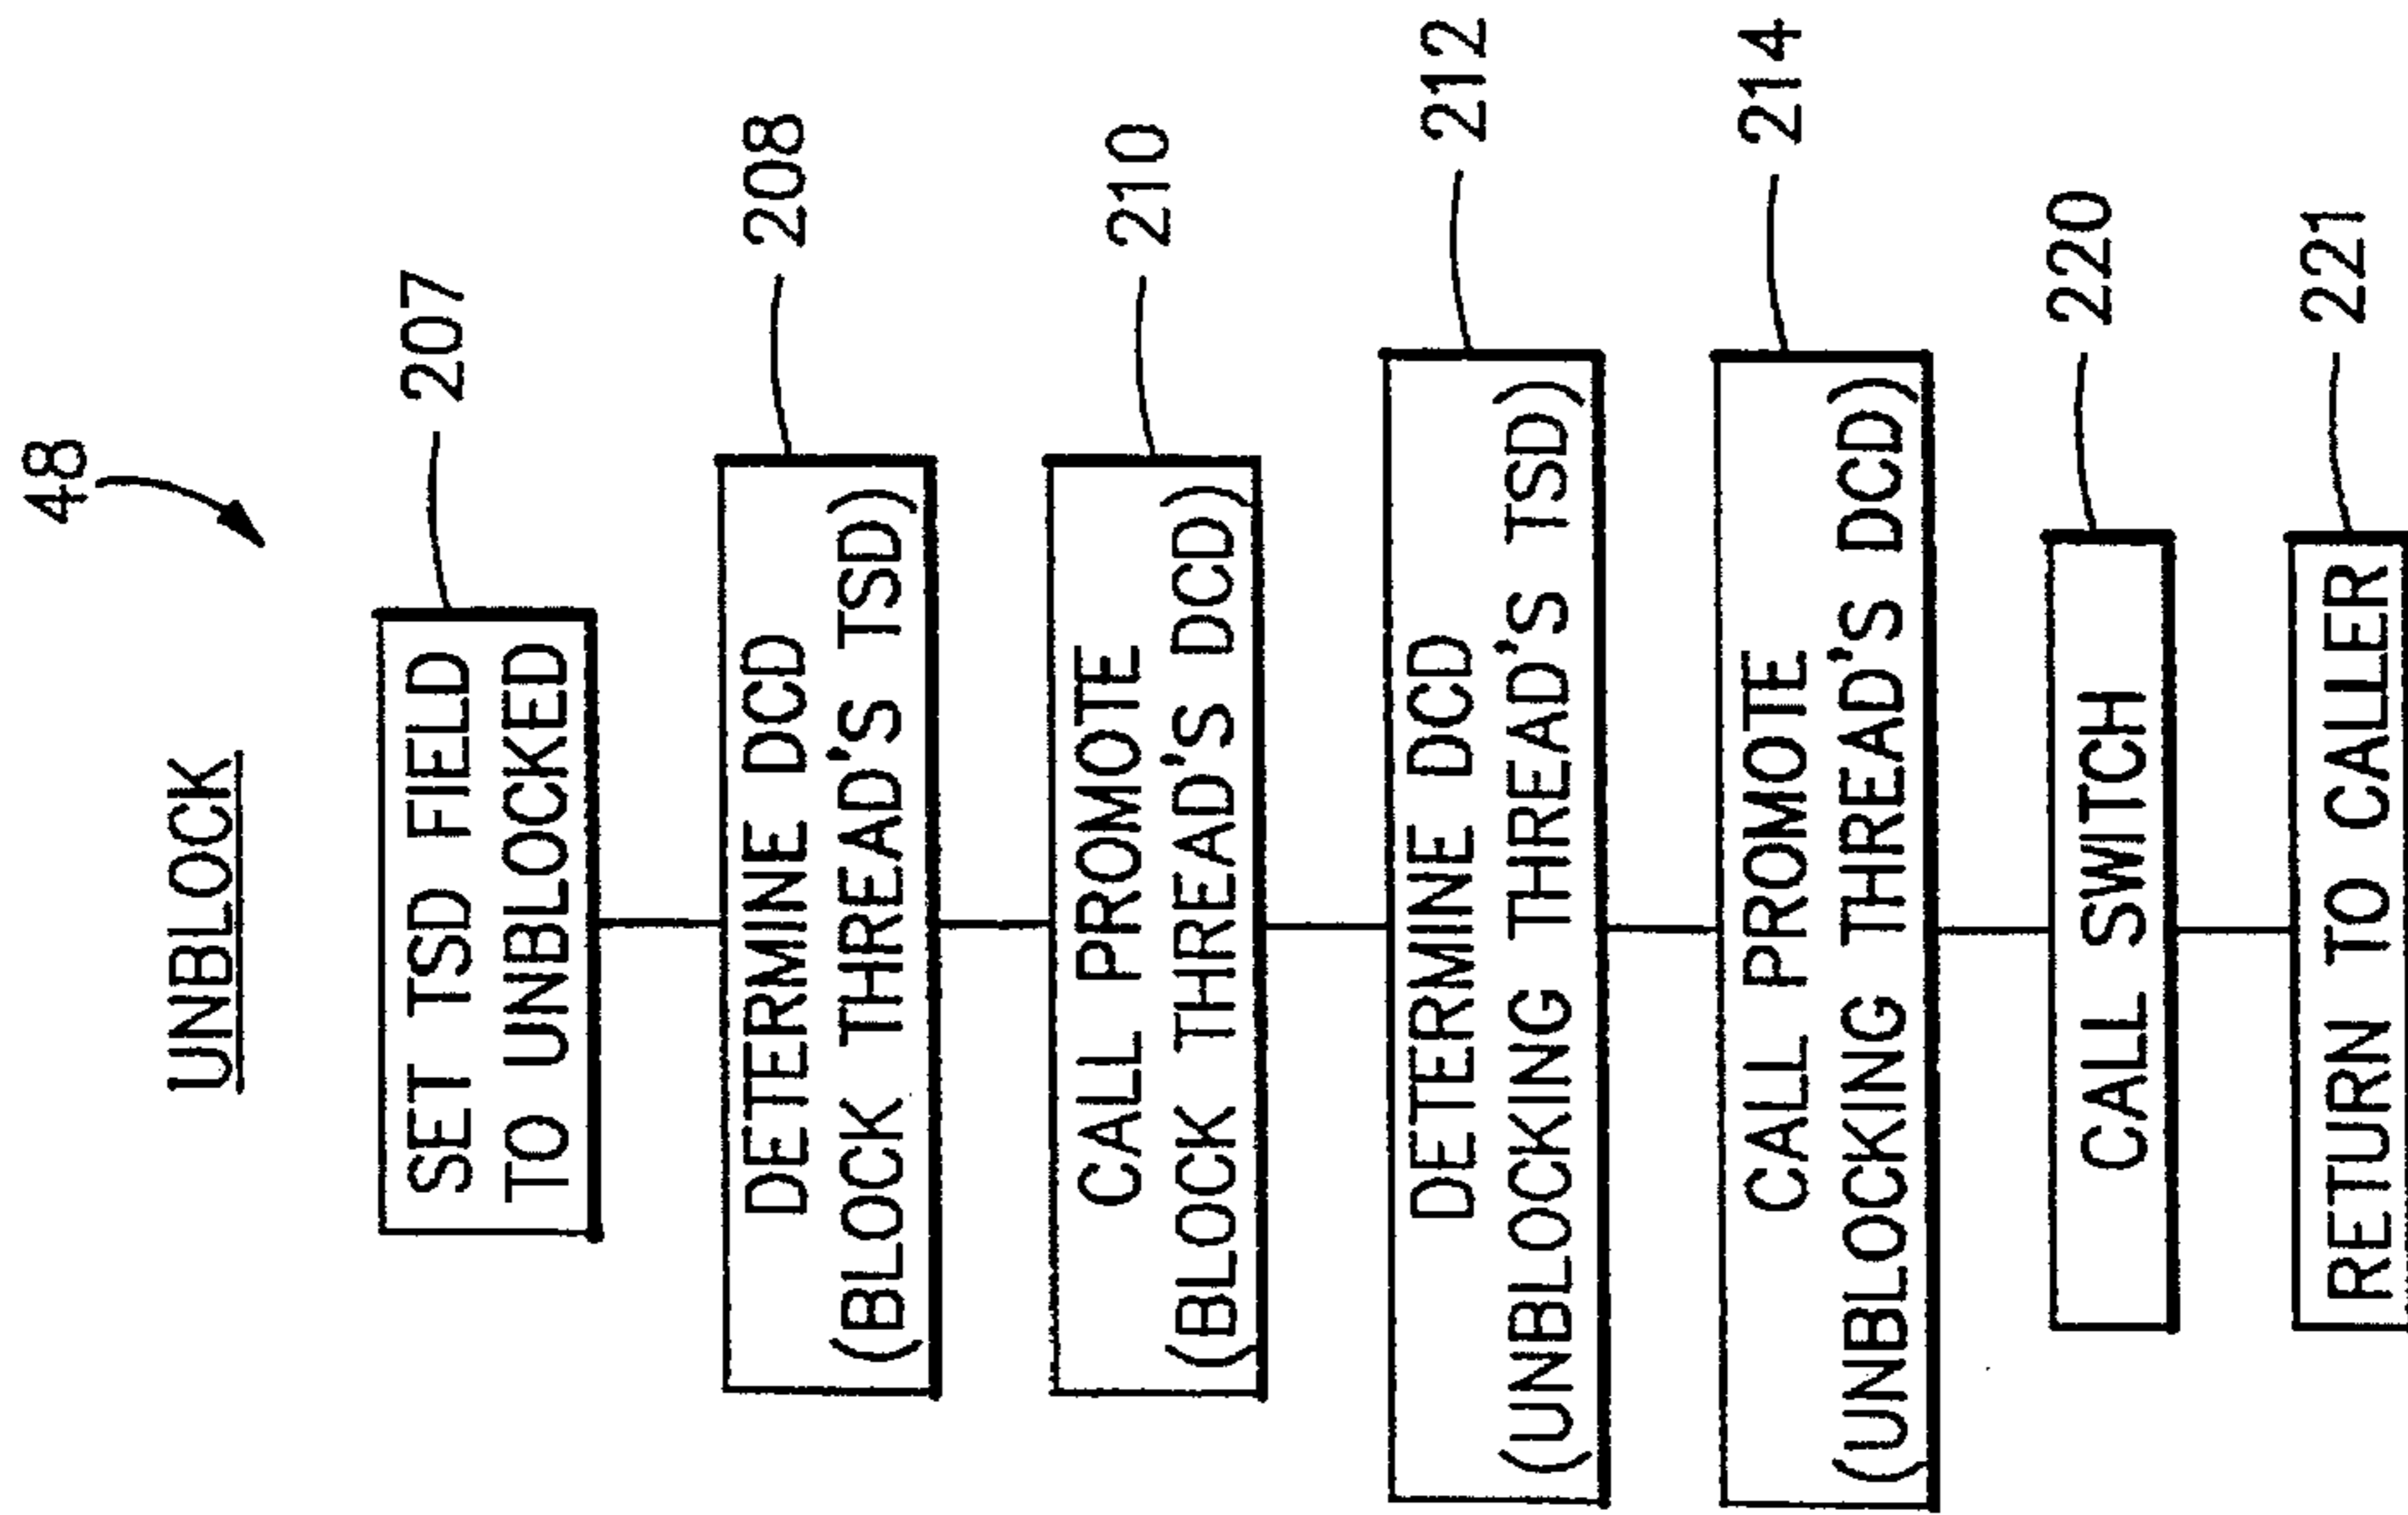 48
UNBLOCK
SET TSD FIELD
TO UNBLOCKED
207
DETERMINE DCD
(BLOCK THREAD'S TSD)
208
CALL PROMOTE
(BLOCK THREAD'S DCD)
210
DETERMINE DCD
(UNBLOCKING THREAD'S TSD)
212
CALL PROMOTE
(UNBLOCKING THREAD'S DCD)
214
CALL SWITCH
220
RETURN TO CALLER
221